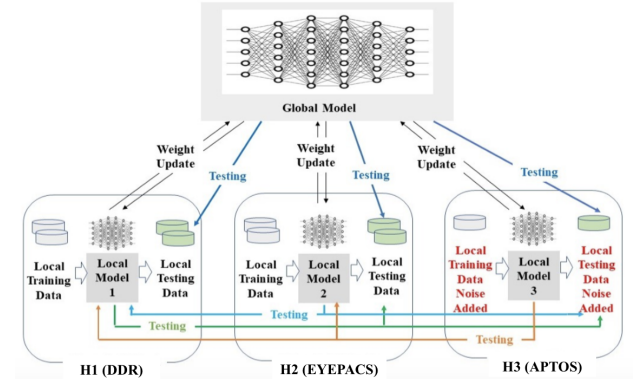 Global Model
Weight
Update
Testing
Weight
Update
Testing
Weight
Update
Testing
Local
Training
Data
Local
Model
1
Local
Testing
Data
Local
Training
Data
Local
Model
2
Local
Testing
Data
Local
Training
Data
Noise
Added
Local
Model
3
Local
Testing
Data
Noise
Added
Testing
Testing
Testing
H1 (DDR)
H2 (EYEPACS)
H3 (APTOS)